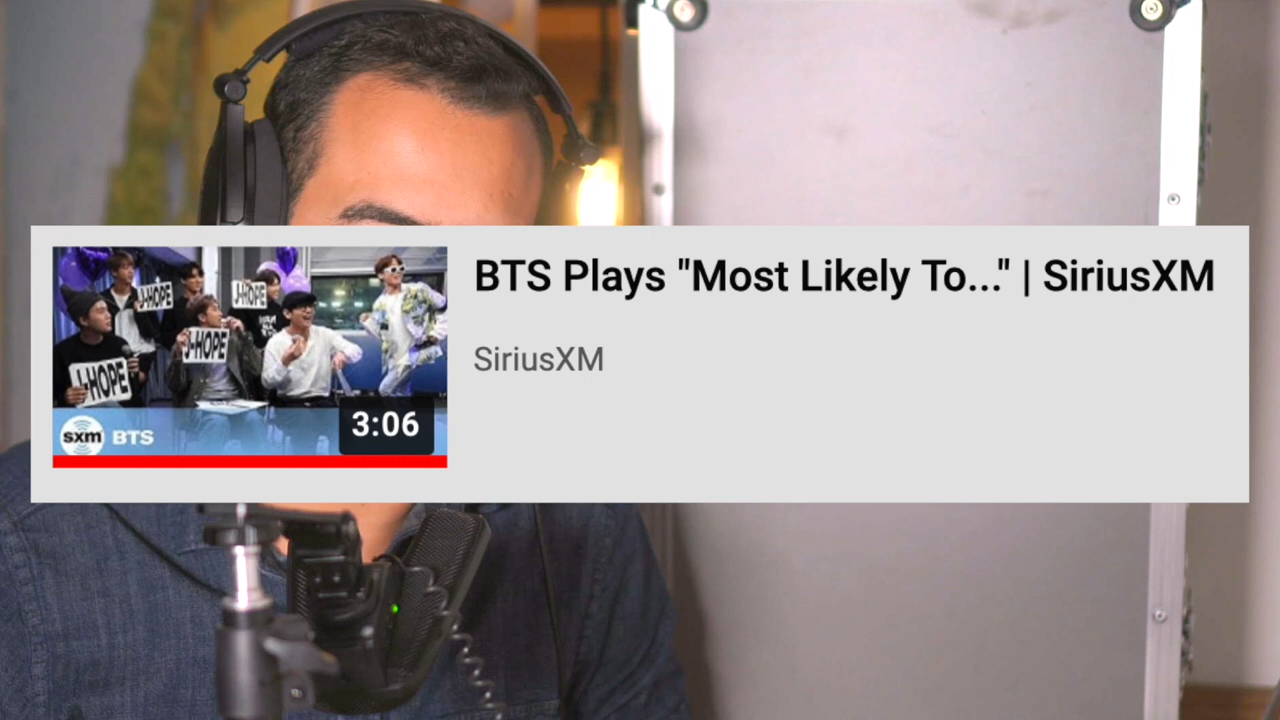 BTS Plays "Most Likely To..." | SiriusXM
SiriusXM
J-HOPE
J-HOPE
J-HOPE
J-HOPE
3:06
sxm BTS